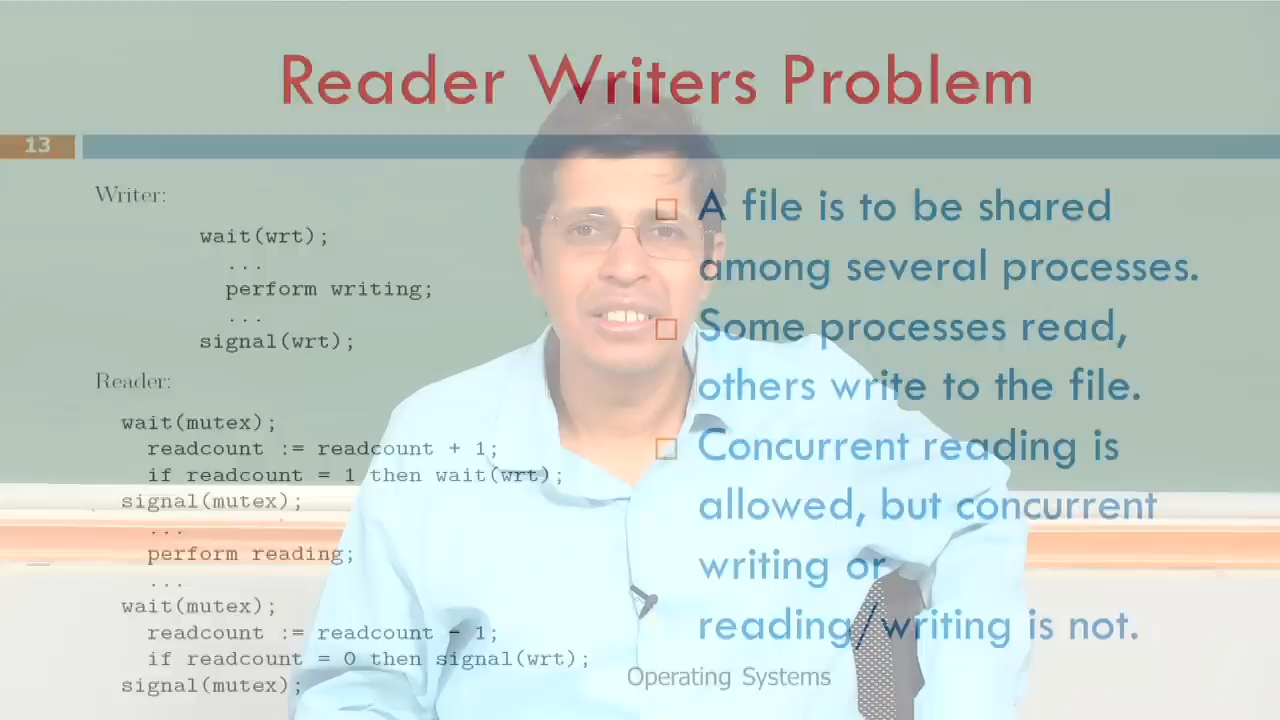 Reader Writers Problem
13
Writer:
wait(wrt);
...
perform writing;
...
signal(wrt);
Reader:
wait(mutex);
readcount := readcount + 1;
if readcount = 1 then wait(wrt);
signal(mutex);
...
perform reading;
...
wait(mutex);
readcount := readcount - 1;
if readcount = 0 then signal(wrt);
signal(mutex);
A file is to be shared
among several processes.
Some processes read,
others write to the file.
Concurrent reading is
allowed, but concurrent
writing or
reading/writing is not.
Operating Systems